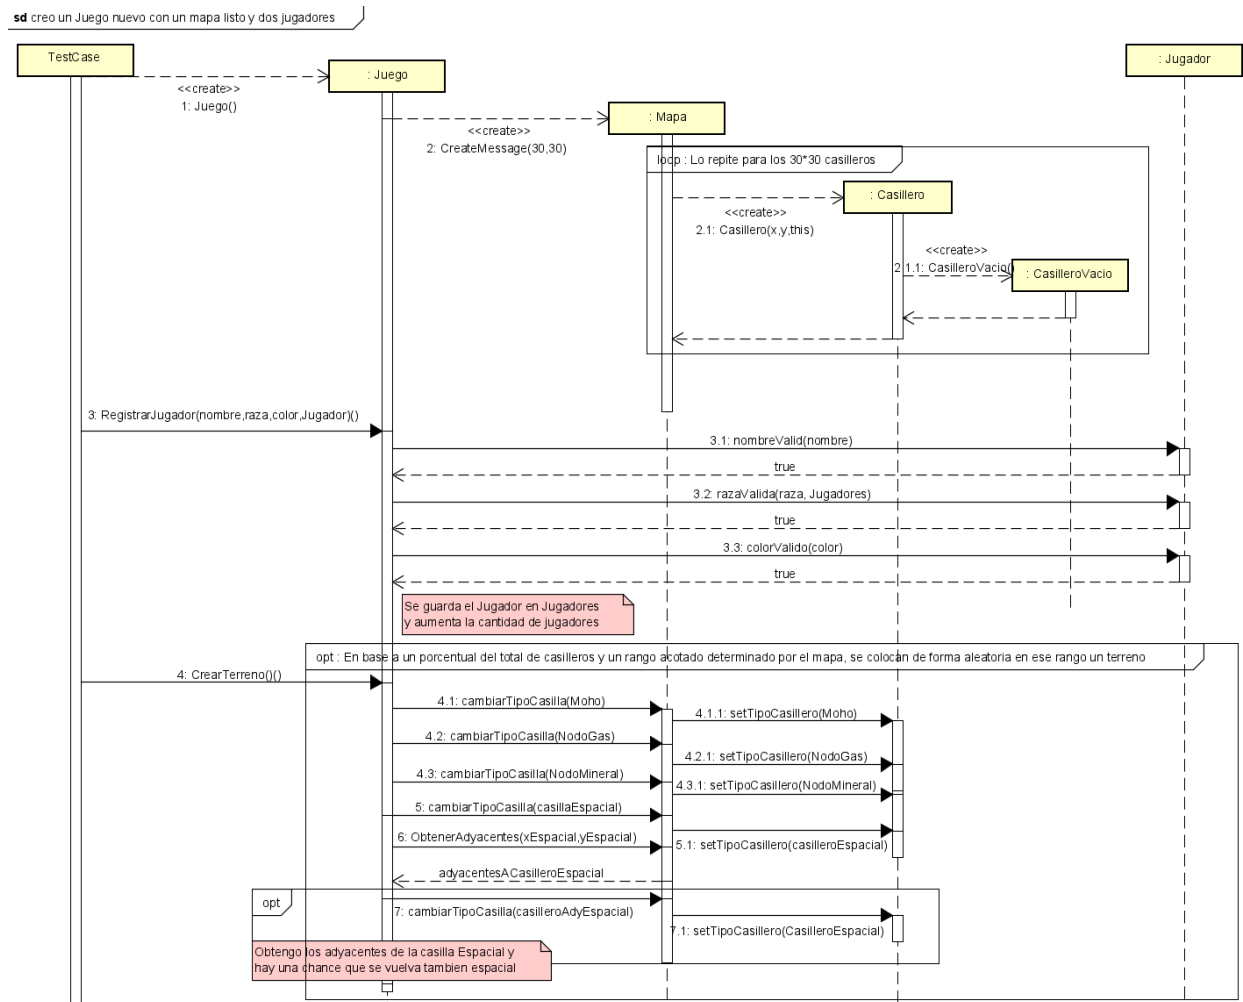 sd creo un Juego nuevo con un mapa listo y dos jugadores
TestCase
: Juego
: Jugador
<<create>>
1: Juego()
: Mapa
<<create>>
2: CreateMessage(30,30)
loop : Lo repite para los 30*30 casilleros
: Casillero
<<create>>
2.1: Casillero(x,y,this)
<<create>>
2.1.1: CasilleroVacio()
: CasilleroVacio
3: RegistrarJugador(nombre,raza,color,Jugador)()
3.1: nombreValid(nombre)
true
3.2: razaValida(raza, Jugadores)
true
3.3: colorValido(color)
true
Se guarda el Jugador en Jugadores
y aumenta la cantidad de jugadores
opt : En base a un porcentual del total de casilleros y un rango acotado determinado por el mapa, se colocan de forma aleatoria en ese rango un terreno
4: CrearTerreno()()
4.1: cambiarTipoCasilla(Moho)
4.1.1: setTipoCasillero(Moho)
4.2: cambiarTipoCasilla(NodoGas)
4.2.1: setTipoCasillero(NodoGas)
4.3: cambiarTipoCasilla(NodoMineral)
4.3.1: setTipoCasillero(NodoMineral)
5: cambiarTipoCasilla(casillaEspacial)
6: ObtenerAdyacentes(xEspacial,yEspacial)
5.1: setTipoCasillero(casilleroEspacial)
adyacentesACasilleroEspacial
opt
7: cambiarTipoCasilla(casilleroAdyEspacial)
7.1: setTipoCasillero(CasilleroEspacial)
Obtengo los adyacentes de la casilla Espacial y
hay una chance que se vuelva tambien espacial